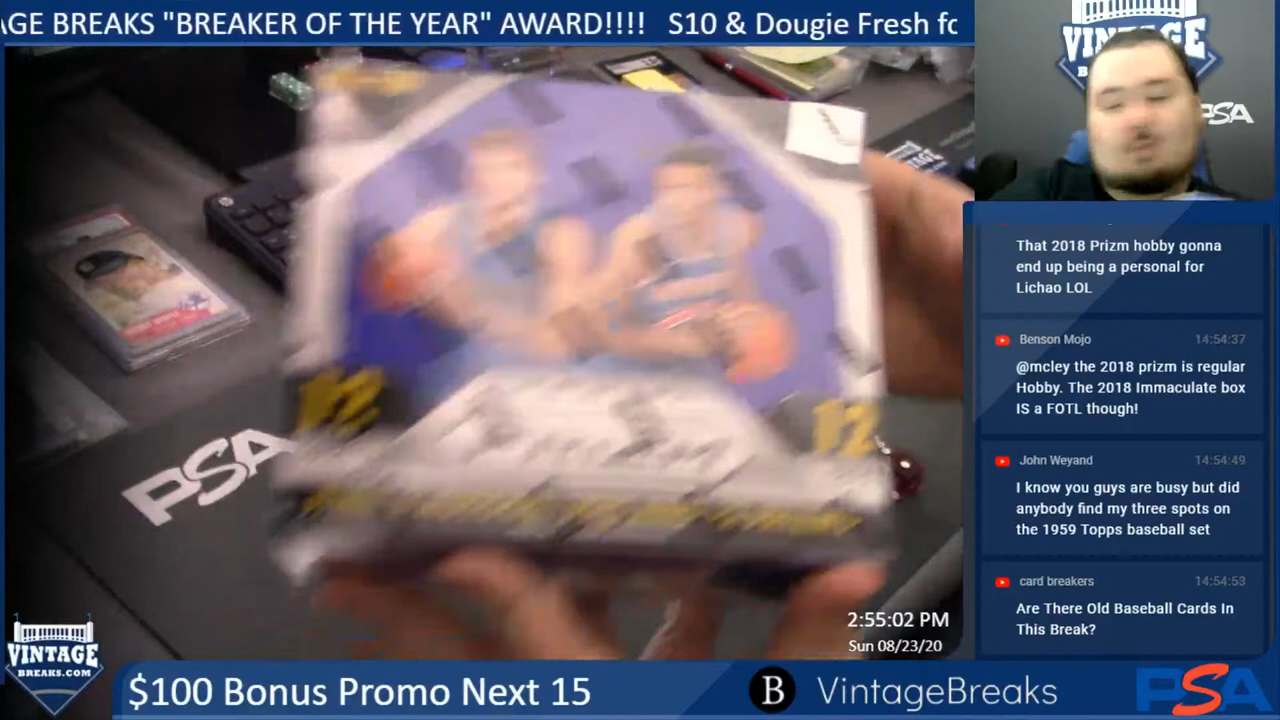 AGE BREAKS "BREAKER OF THE YEAR" AWARD!!!! S10 & Dougie Fresh fo
VINTAGE
PSA
That 2018 Prizm hobby gonna
end up being a personal for
Lichao LOL
Benson Mojo 14:54:37
@mcley the 2018 prizm is regular
Hobby. The 2018 Immaculate box
IS a FOTL though!
John Weyand 14:54:49
I know you guys are busy but did
anybody find my three spots on
the 1959 Topps baseball set
card breakers 14:54:53
Are There Old Baseball Cards In
This Break?
12
12
PSA
2:55:02 PM
Sun 08/23/20
VINTAGE
BREAKS.COM
$100 Bonus Promo Next 15
B VintageBreaks
PSA